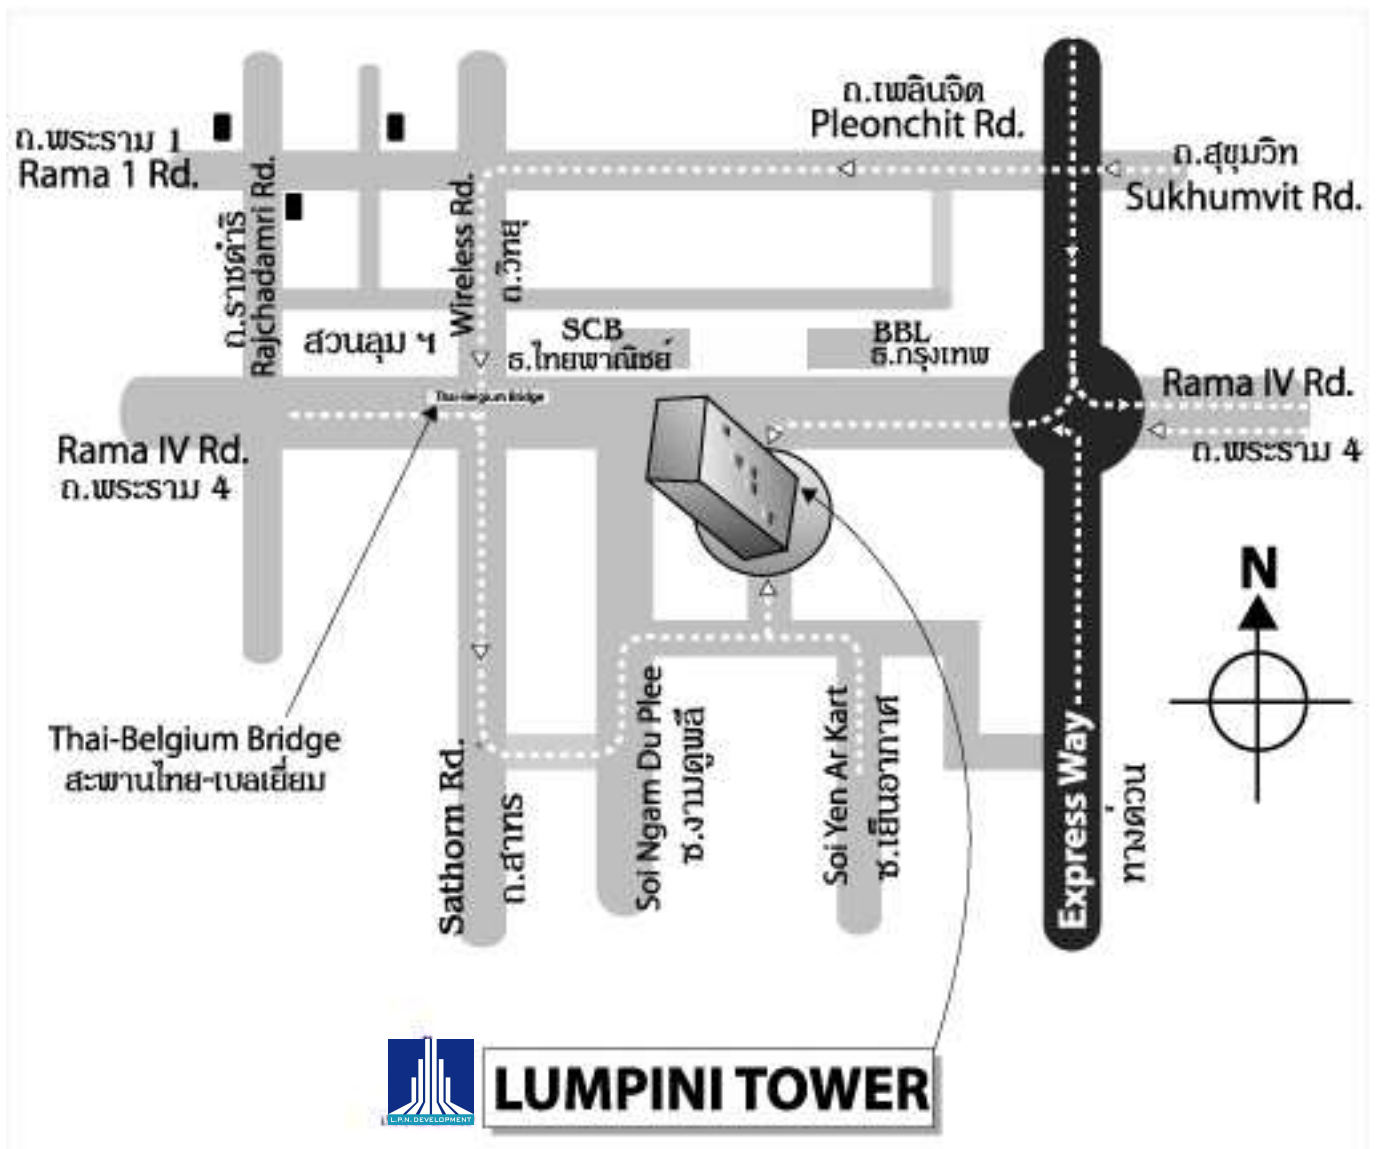 ถ.เพลินจิต
Pleonchit Rd.
ถ.พระราม 1
Rama 1 Rd.
ถ.สุขุมวิท
Sukhumvit Rd.
ถ.ราชดำริ
Rajchadamri Rd.
Wireless Rd.
ถ.วิทยุ
สวนลุม ฯ
SCB
ธ.ไทยพาณิชย์
BBL
ธ.กรุงเทพ
Thai-Belgium Bridge
Rama IV Rd.
ถ.พระราม 4
Rama IV Rd.
ถ.พระราม 4
N
Thai-Belgium Bridge
สะพานไทย-เบลเยี่ยม
Sathorn Rd.
ถ.สาทร
Soi Ngam Du Plee
ซ.งามดูพลี
Soi Yen Ar Kart
ซ.เย็นอากาศ
Express Way
ทางด่วน
L.P.N. DEVELOPMENT
LUMPINI TOWER